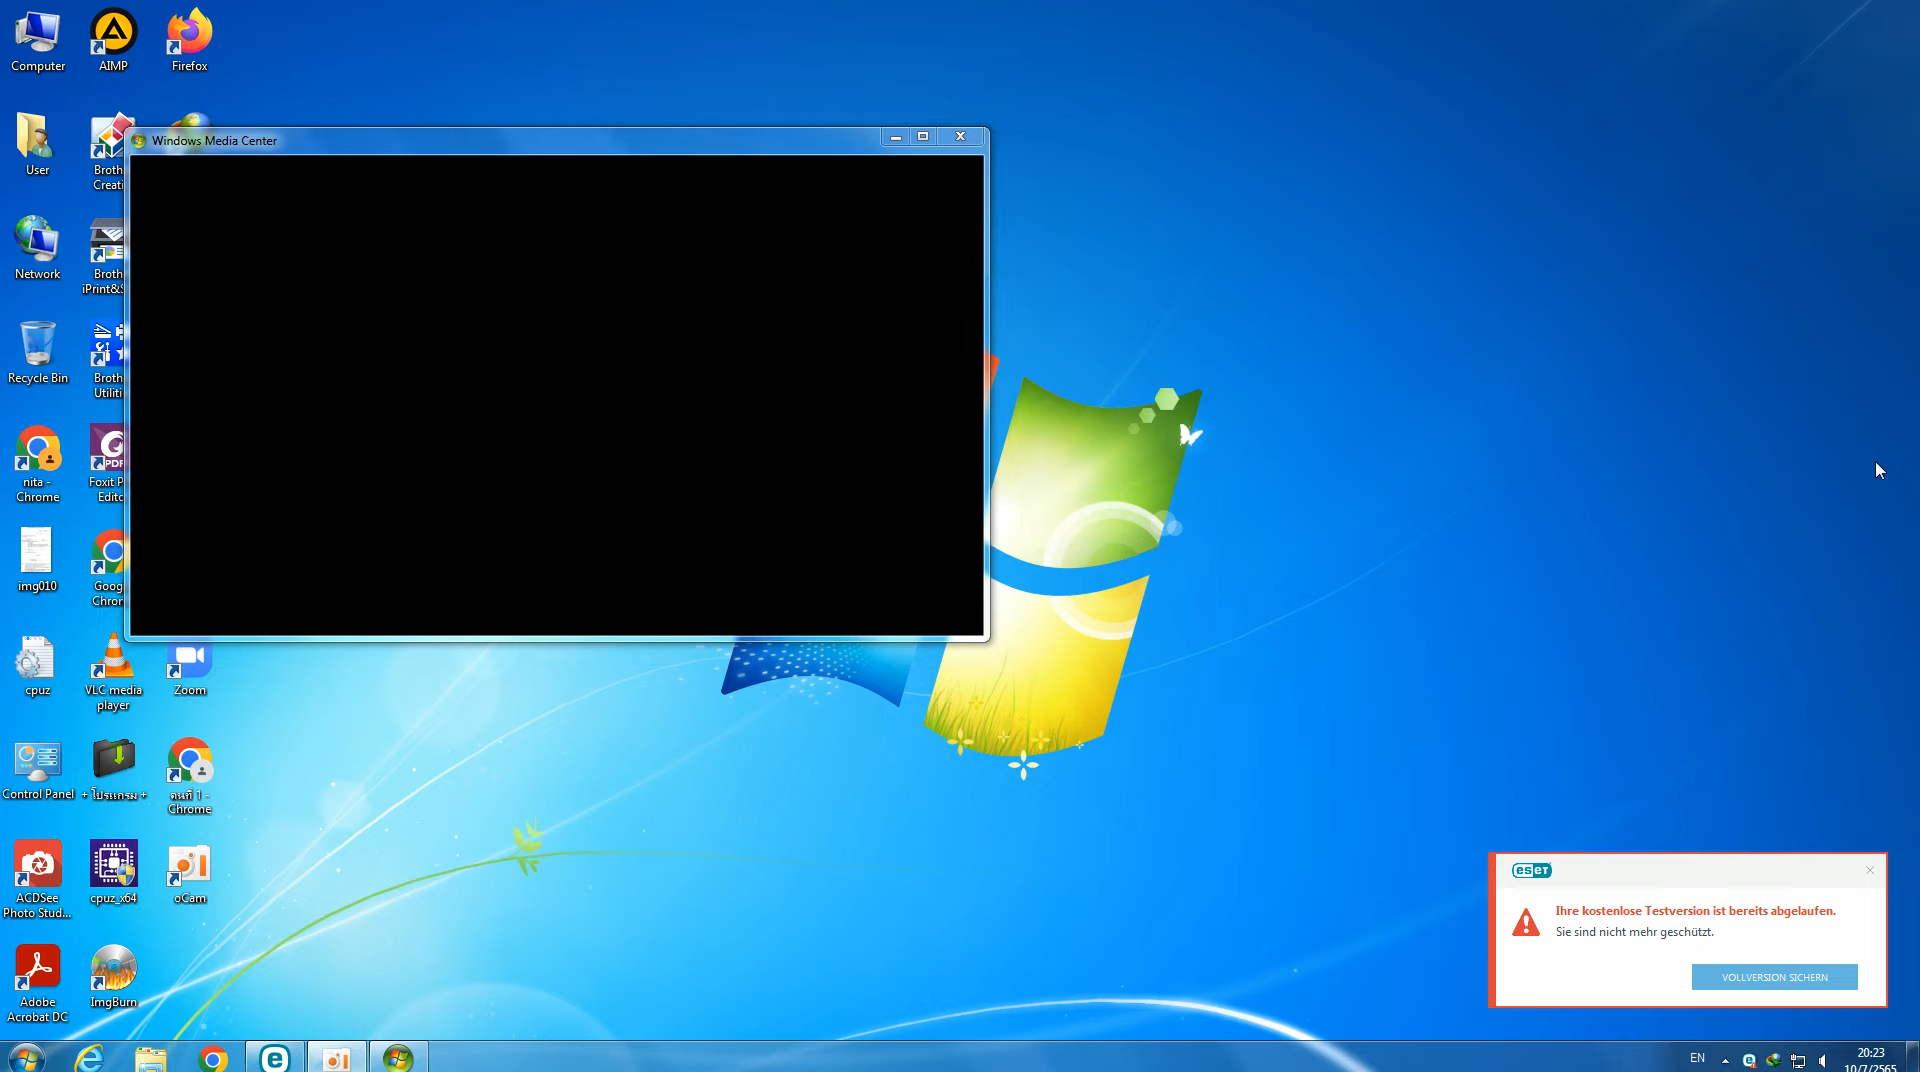 Computer
AIMP
Firefox
User
Network
Recycle Bin
nita -
Chrome
img010
cpuz
VLC media
player
Zoom
Control Panel
+ โปรแกรม +
คนที่ 1 -
Chrome
ACDSee
Photo Stud...
cpuz_x64
oCam
Adobe
Acrobat DC
ImgBurn
Windows Media Center
Broth
Creati
Broth
iPrint&S
Broth
Utiliti
Foxit P
Edito
Goog
Chron
PDF
eseT
Ihre kostenlose Testversion ist bereits abgelaufen.
Sie sind nicht mehr geschützt.
VOLLVERSION SICHERN
EN
20:23
10/7/2565